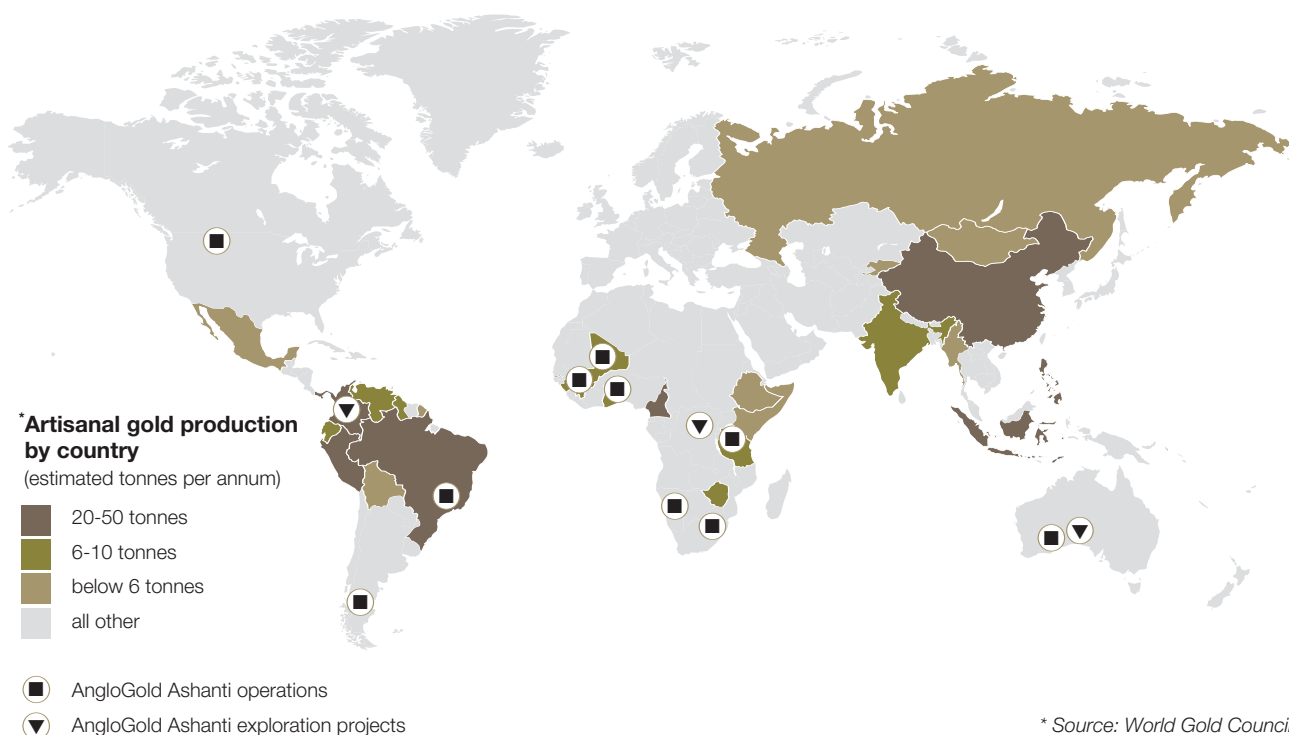 *Artisanal gold production
by country
(estimated tonnes per annum)
20-50 tonnes
6-10 tonnes
below 6 tonnes
all other
AngloGold Ashanti operations
AngloGold Ashanti exploration projects
* Source: World Gold Council